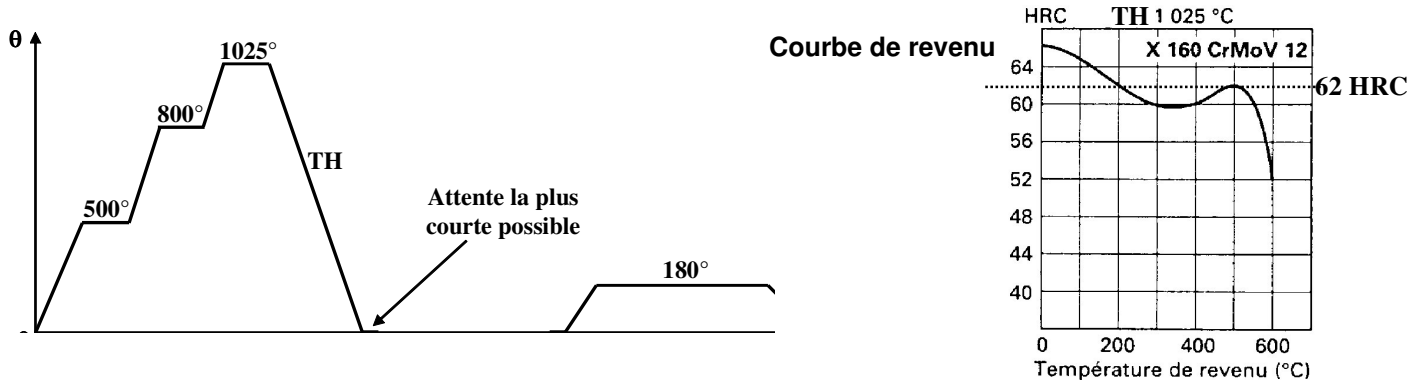 θ
500°
800°
1025°
TH
Attente la plus
courte possible
180°
Courbe de revenu
HRC TH 1 025 °C
X 160 CrMoV 12
64
60
56
52
48
44
40
62 HRC
0 200 400 600
Température de revenu (°C)